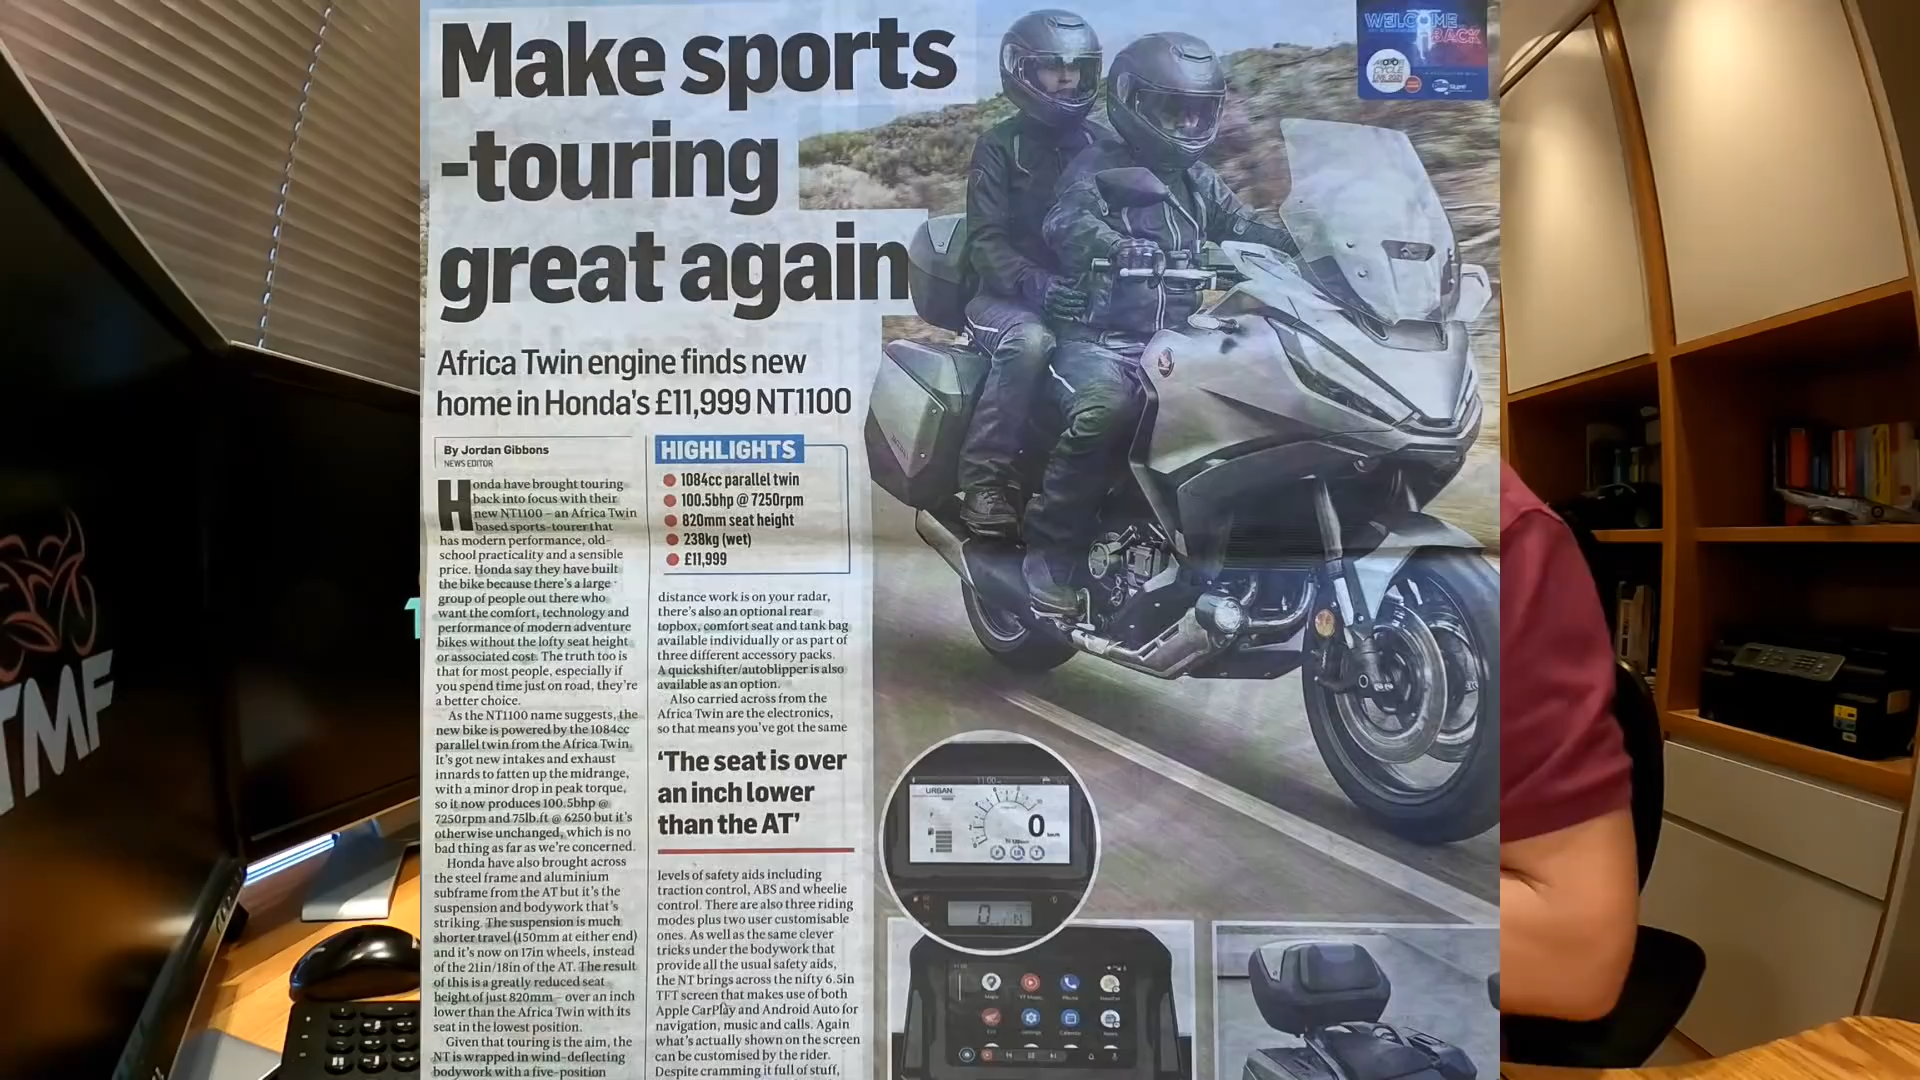 Make sports
-touring
great again
Africa Twin engine finds new
home in Honda's £11,999 NT1100
By Jordan Gibbons
NEWS EDITOR
Honda have brought touring
back into focus with their
new NT1100 – an Africa Twin
based sports-tourer that
has modern performance, old-
school practicality and a sensible
price. Honda say they have built
the bike because there's a large
group of people out there who
want the comfort, technology and
performance of modern adventure
bikes without the lofty seat height
or associated cost. The truth too is
that for most people, especially if
you spend time just on road, they're
a better choice.
As the NT1100 name suggests, the
new bike is powered by the 1084cc
parallel twin from the Africa Twin.
It's got new intakes and exhaust
innards to fatten up the midrange,
with a minor drop in peak torque,
so it now produces 100.5bhp @
7250rpm and 75lb.ft @ 6250 but it's
otherwise unchanged, which is no
bad thing as far as we're concerned.
Honda have also brought across
the steel frame and aluminium
subframe from the AT but it's the
suspension and bodywork that's
striking. The suspension is much
shorter travel (150mm at either end)
and it's now on 17in wheels, instead
of the 21in/18in of the AT. The result
of this is a greatly reduced seat
height of just 820mm – over an inch
lower than the Africa Twin with its
seat in the lowest position.
Given that touring is the aim, the
NT is wrapped in wind-deflecting
bodywork with a five-position
HIGHLIGHTS
1084cc parallel twin
100.5bhp @ 7250rpm
820mm seat height
238kg (wet)
£11,999
distance work is on your radar,
there's also an optional rear
topbox, comfort seat and tank bag
available individually or as part of
three different accessory packs.
A quickshifter/autoblipper is also
available as an option.
Also carried across from the
Africa Twin are the electronics,
so that means you've got the same
'The seat is over
an inch lower
than the AT'
levels of safety aids including
traction control, ABS and wheelie
control. There are also three riding
modes plus two user customisable
ones. As well as the same clever
tricks under the bodywork that
provide all the usual safety aids,
the NT brings across the nifty 6.5in
TFT screen that makes use of both
Apple CarPlay and Android Auto for
navigation, music and calls. Again
what's actually shown on the screen
can be customised by the rider.
Despite cramming it full of stuff,
WELCOME
BACK
MOTOR
CYCLE
LIVE
11:00
URBAN
0
km/h
0
N
Maps
YT Music
Phone
Exit
Settings
Calendar
TMF